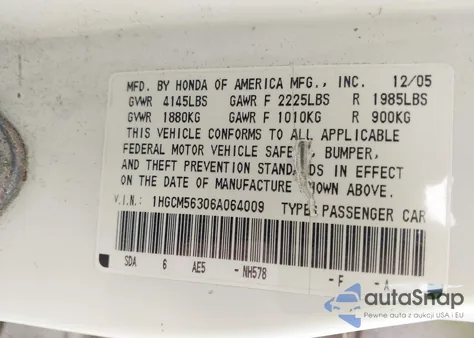 MFD. BY HONDA OF AMERICA MFG., INC. 12/05
GVWR 4145LBS GAWR F 2225LBS R 1985LBS
GVWR 1880KG GAWR F 1010KG R 900KG
THIS VEHICLE CONFORMS TO ALL APPLICABLE
FEDERAL MOTOR VEHICLE SAFETY, BUMPER,
AND THEFT PREVENTION STANDARDS IN EFFECT
ON THE DATE OF MANUFACTURE SHOWN ABOVE.
V.I.N.: 1HGCM56306A064009 TYPE: PASSENGER CAR
SDA 6 AE5 -NH578 -F -A
autoSnap
Pewne auta z aukcji USA i EU